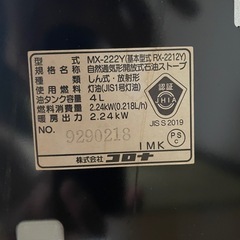 型式 MX-222Y(基本型式 RX-2212Y)
規格名称 自然通気形開放式石油ストーブ
種類 しん式・放射形
使用燃料 灯油(JIS1号灯油)
油タンク容量 4L
燃料消費量 2.24kW(0.218L/h)
暖房出力 2.24kW
NO. 9290218
認証
JHIA
JIS S 2019
PS
C
IMK
株式会社 コロナ